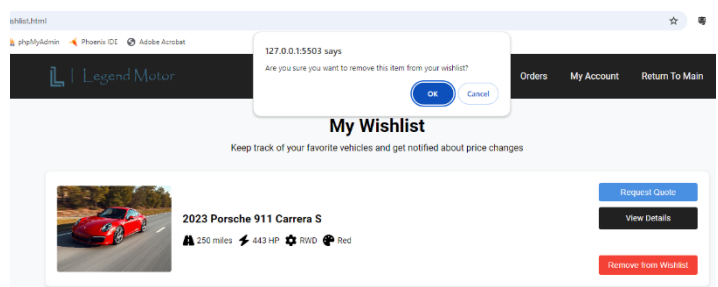 shlist.html
phpMyAdmin Phoenix IDE Adobe Acrobat
127.0.0.1:5503 says
Are you sure you want to remove this item from your wishlist?
OK Cancel
L | Legend Motor
Orders My Account Return To Main
My Wishlist
Keep track of your favorite vehicles and get notified about price changes
Request Quote
2023 Porsche 911 Carrera S
View Details
250 miles 443 HP RWD Red
Remove from Wishlist